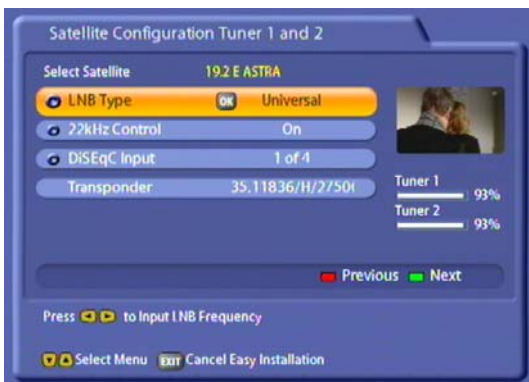 Satellite Configuration Tuner 1 and 2
Select Satellite 19.2 E ASTRA
LNB Type OK Universal
22kHz Control On
DiSEqC Input 1 of 4
Transponder 35.11836/H/2750
Tuner 1
93%
Tuner 2
93%
Previous Next
Press to Input LNB Frequency
Select Menu EXIT Cancel Easy Installation